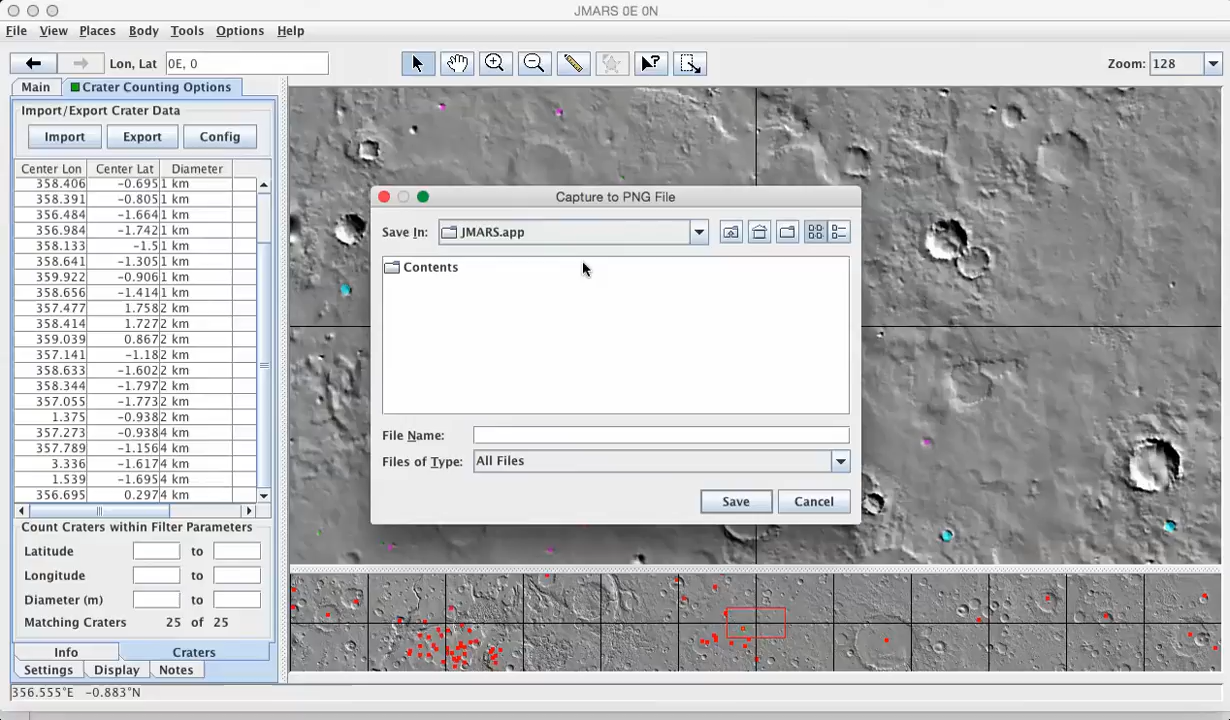 JMARS 0E 0N
File View Places Body Tools Options Help
Lon, Lat 0E, 0 Zoom: 128
Main Crater Counting Options
Import/Export Crater Data
Import Export Config
Center Lon Center Lat Diameter
358.406 −0.695 1 km
358.391 −0.805 1 km
356.484 −1.664 1 km
356.984 −1.742 1 km
358.133 −1.5 1 km
358.641 −1.305 1 km
359.922 −0.906 1 km
358.656 −1.414 1 km
357.477 1.758 2 km
358.414 1.727 2 km
359.039 0.867 2 km
357.141 −1.18 2 km
358.633 −1.602 2 km
358.344 −1.797 2 km
357.055 −1.773 2 km
1.375 −0.938 2 km
357.273 −0.938 4 km
357.789 −1.156 4 km
3.336 −1.617 4 km
1.539 −1.695 4 km
356.695 0.297 4 km
Count Craters within Filter Parameters
Latitude to
Longitude to
Diameter (m) to
Matching Craters 25 of 25
Info Craters
Settings Display Notes
356.555°E −0.883°N
Capture to PNG File
Save In: JMARS.app
Contents
File Name:
Files of Type: All Files
Save Cancel